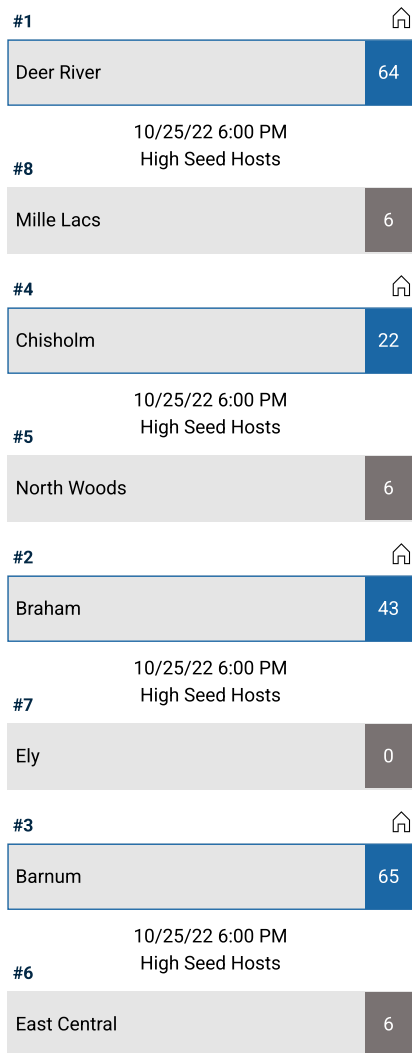 #1
Deer River 64
10/25/22 6:00 PM
High Seed Hosts
#8
Mille Lacs 6
#4
Chisholm 22
10/25/22 6:00 PM
High Seed Hosts
#5
North Woods 6
#2
Braham 43
10/25/22 6:00 PM
High Seed Hosts
#7
Ely 0
#3
Barnum 65
10/25/22 6:00 PM
High Seed Hosts
#6
East Central 6